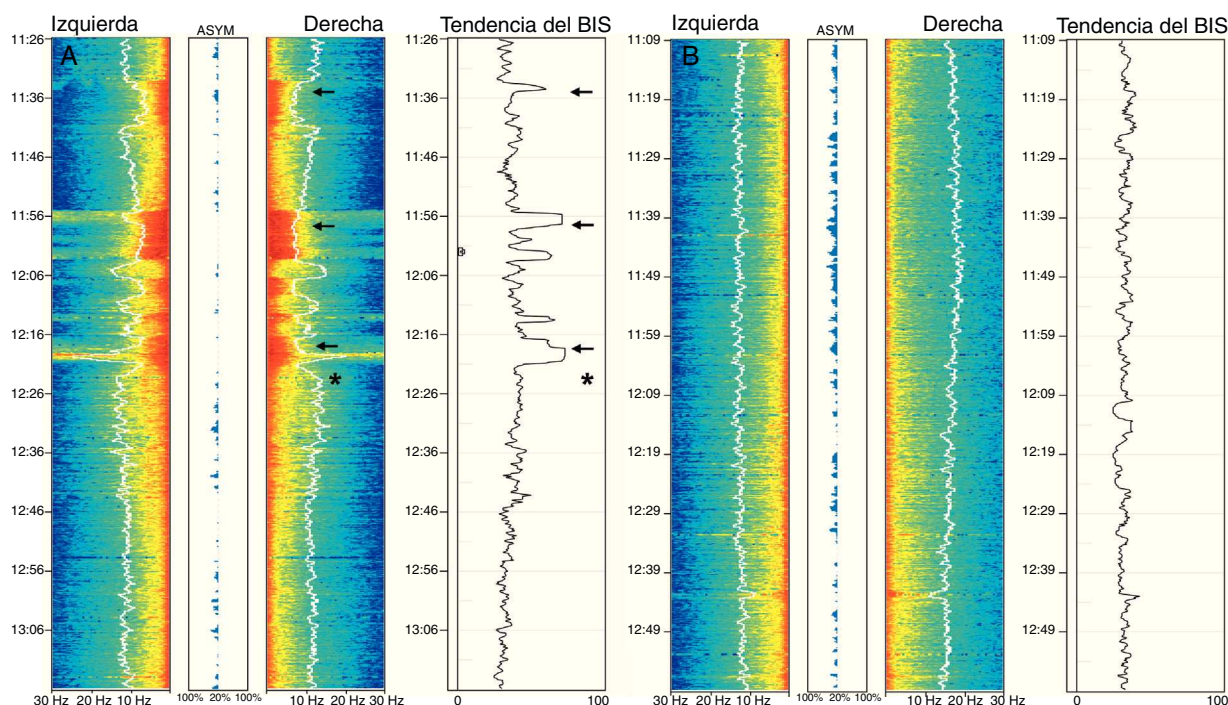 Izquierda ASYM Derecha Tendencia del BIS Izquierda ASYM Derecha Tendencia del BIS
A
B
11:26 11:26 11:09 11:09
11:36 11:36 11:19 11:19
11:46 11:46 11:29 11:29
11:56 11:56 11:39 11:39
12:06 12:06 11:49 11:49
12:16 12:16 11:59 11:59
*
*
12:26 12:26 12:09 12:09
12:36 12:36 12:19 12:19
12:46 12:46 12:29 12:29
12:56 12:56 12:39 12:39
13:06 13:06 12:49 12:49
30 Hz 20 Hz 10 Hz 100% 20% 100% 10 Hz 20 Hz 30 Hz 0 100 30 Hz 20 Hz 10 Hz 100% 20% 100% 10 Hz 20 Hz 30 Hz 0 100